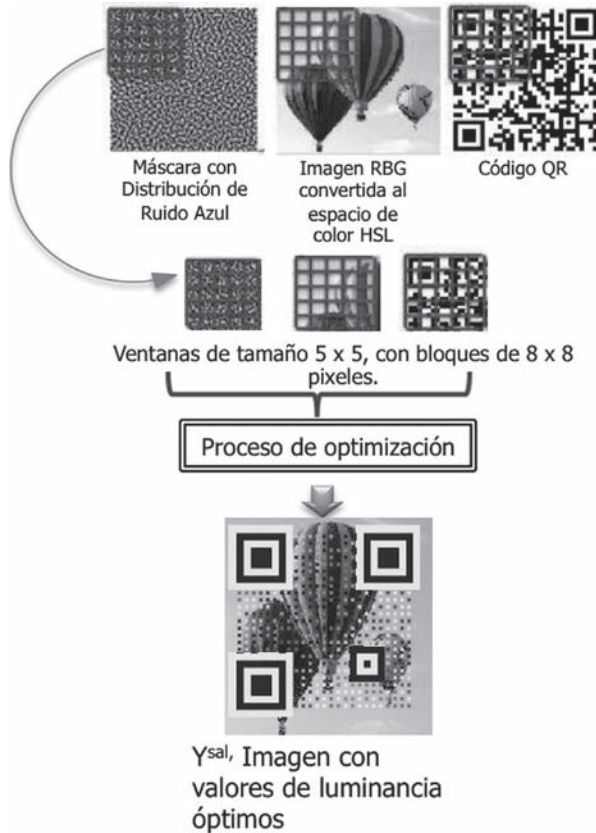 Máscara con
Distribución de
Ruido Azul
Imagen RBG
convertida al
espacio de
color HSL
Código QR
Ventanas de tamaño 5 x 5, con bloques de 8 x 8
pixeles.
Proceso de optimización
Ysal, Imagen con
valores de luminancia
óptimos